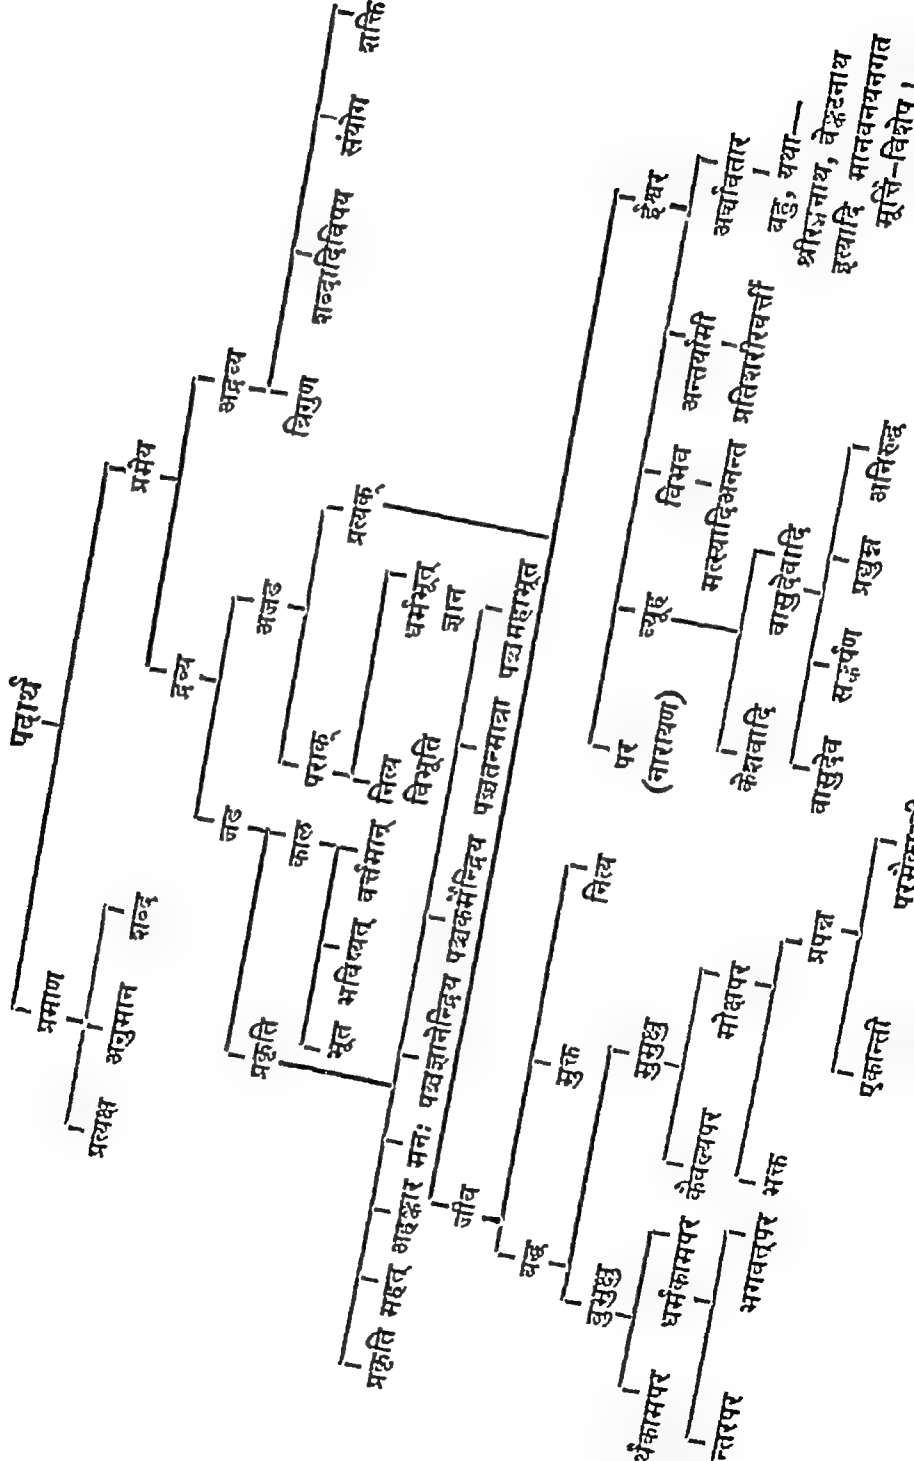 पदार्थ
प्रमाण
प्रमेय
प्रत्यक्ष अनुमान शब्द
द्रव्य
अद्रव्य
त्रिगुण शब्दादिविषय संयोग शक्ति
जड
अजड
प्रकृति
काल
पराक्
प्रत्यक्
भूत भविष्यत् वर्त्तमान्
नित्य
विभूति
धर्मभूत्
ज्ञान
प्रकृति महत् अहङ्कार मनः पञ्चज्ञानेन्द्रिय पञ्चकर्मेन्द्रिय पञ्चतन्मात्रा पञ्चमहाभूत
जीव
ईश्वर
बद्ध
मुक्त
नित्य
पर
(नारायण)
व्यूह
विभव
अन्तर्यामी
अर्चावतार
मत्स्यादिअनन्त
प्रतिशरीरवर्त्ती
बहु, यथा—
श्रीरङ्गनाथ, वेङ्कटनाथ
इत्यादि मानवनयनगत
मूर्त्ति-विशेष।
बुभुक्षु
मुमुक्षु
केशवादि
वासुदेवादि
र्थकामपर
धर्मकामपर
कैवल्यपर
मोक्षपर
वासुदेव सङ्कर्षण प्रद्युम्न अनिरुद्ध
न्तरपर
भगवत्पर
भक्त
प्रपन्न
एकान्ती